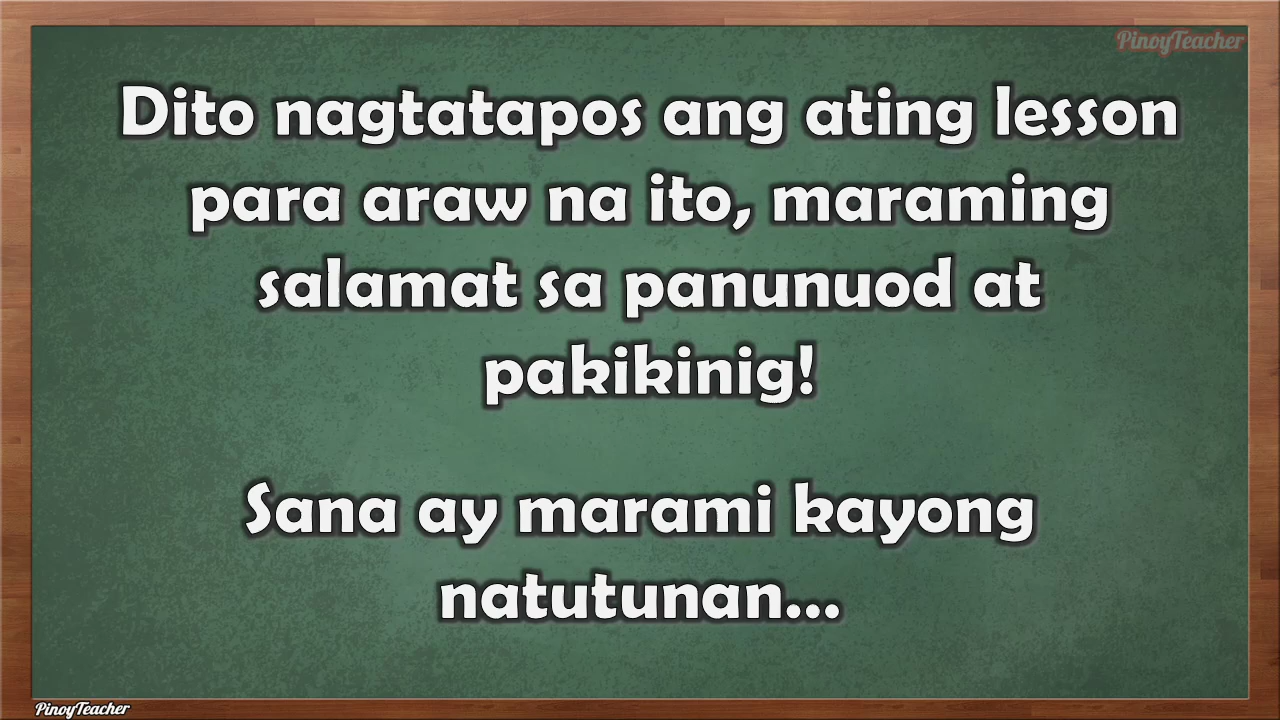 PinoyTeacher
Dito nagtatapos ang ating lesson
para araw na ito, maraming
salamat sa panunuod at
pakikinig!
Sana ay marami kayong
natutunan...
PinoyTeacher